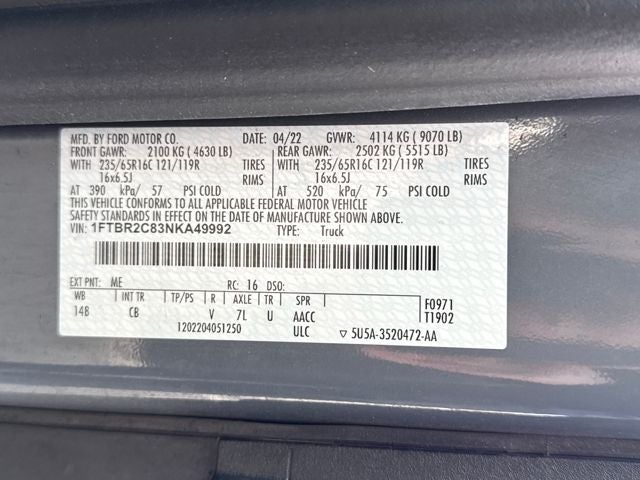 MFD. BY FORD MOTOR CO. DATE: 04/22 GVWR: 4114 KG ( 9070 LB)
FRONT GAWR: 2100 KG ( 4630 LB) REAR GAWR: 2502 KG ( 5515 LB)
WITH 235/65R16C 121/119R TIRES WITH 235/65R16C 121/119R TIRES
16x6.5J RIMS 16x6.5J RIMS
AT 390 kPa/ 57 PSI COLD AT 520 kPa/ 75 PSI COLD
THIS VEHICLE CONFORMS TO ALL APPLICABLE FEDERAL MOTOR VEHICLE
SAFETY STANDARDS IN EFFECT ON THE DATE OF MANUFACTURE SHOWN ABOVE.
VIN: 1FTBR2C83NKA49992 TYPE: Truck
EXT PNT: ME RC: 16 DSO:
WB INT TR TP/PS R AXLE TR SPR F0971
148 CB V 7L U AACC T1902
1202204051250 ULC ▽ 5U5A-3520472-AA